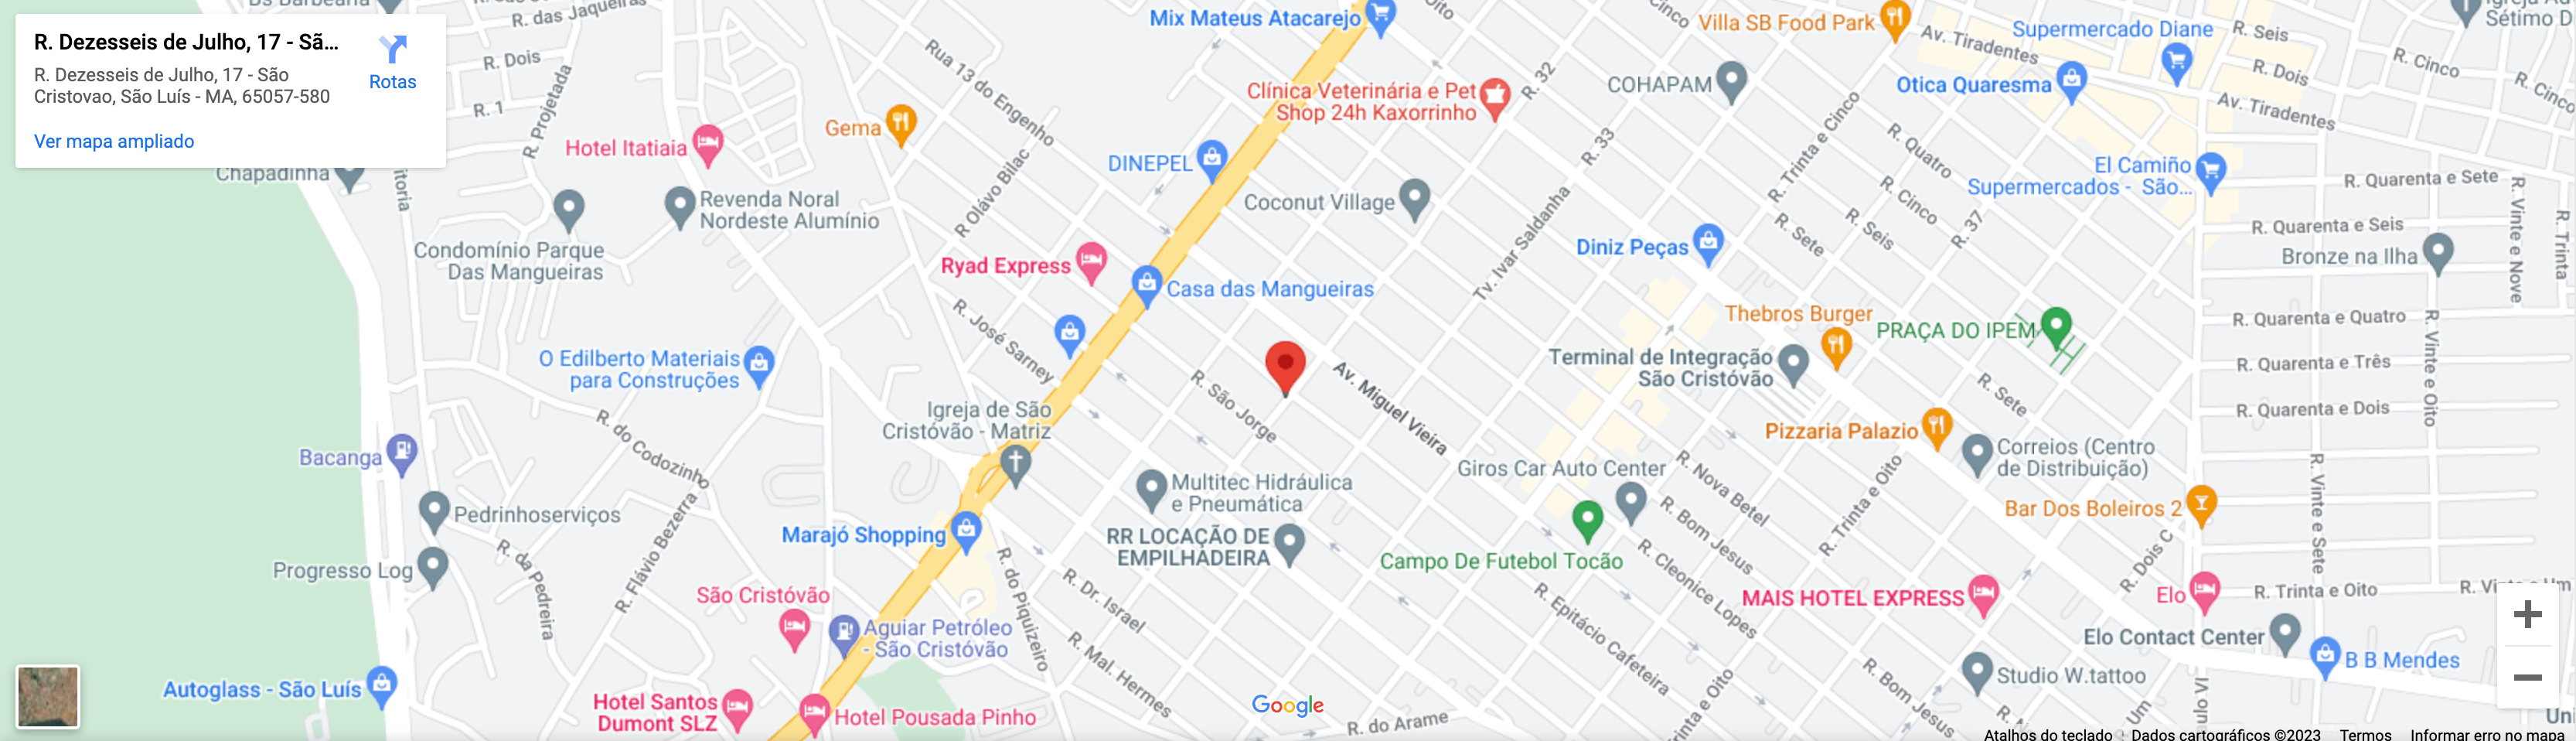 R. Dezesseis de Julho, 17 - Sã...
R. Dezesseis de Julho, 17 - São
Cristovao, São Luís - MA, 65057-580
Rotas
Ver mapa ampliado
R. das Jaqueiras
R. Dois
R. 1
R. Projetada
Chapadinha
Hotel Itatiaia
Gema
Rua 13 do Engenho
R. Olávo Bilac
Revenda Noral
Nordeste Alumínio
Condomínio Parque
Das Mangueiras
Mix Mateus Atacarejo
Clínica Veterinária e Pet
Shop 24h Kaxorrinho
DINEPEL
Coconut Village
R. 32
R. 33
Tv. Ivar Saldanha
Villa SB Food Park
COHAPAM
Av. Tiradentes
Supermercado Diane
Otica Quaresma
R. Seis
R. Dois
R. Cinco
R. Cinco
Av. Tiradentes
Sétimo D
R. Trinta e Cinco
R. Quatro
R. Cinco
R. Seis
R. Sete
R. 37
El Camiño
Supermercados - São...
R. Quarenta e Sete
R. Quarenta e Seis
Bronze na Ilha
R. Vinte e Nove
R. Trinta
Ryad Express
Casa das Mangueiras
Diniz Peças
R. José Sarney
O Edilberto Materiais
para Construções
Thebros Burger
PRAÇA DO IPEM
R. Quarenta e Quatro
R. Quarenta e Três
R. Quarenta e Dois
R. Vinte e Oito
Terminal de Integração
São Cristóvão
R. Sete
Av. Miguel Vieira
R. São Jorge
Igreja de São
Cristóvão - Matriz
R. do Codozinho
Bacanga
Pedrinhoserviços
Progresso Log
R. da Pedreira
R. Flávio Bezerra
Marajó Shopping
Multitec Hidráulica
e Pneumática
RR LOCAÇÃO DE
EMPILHADEIRA
Giros Car Auto Center
Campo De Futebol Tocão
R. Nova Betel
R. Bom Jesus
R. Cleonice Lopes
R. Trinta e Oito
Pizzaria Palazio
Correios (Centro
de Distribuição)
Bar Dos Boleiros 2
R. Dois C
R. Vinte e Sete
São Cristóvão
Aguiar Petróleo
- São Cristóvão
R. do Piquizeiro
R. Dr. Israel
R. Mal. Hermes
R. Epitácio Cafeteira
MAIS HOTEL EXPRESS
Elo
R. Trinta e Oito
Elo Contact Center
B B Mendes
Studio W.tattoo
R. Bom Jesus
Autoglass - São Luís
Hotel Santos
Dumont SLZ
Hotel Pousada Pinho
Google
R. do Arame
Atalhos do teclado
Dados cartográficos ©2023
Termos
Informar erro no mapa